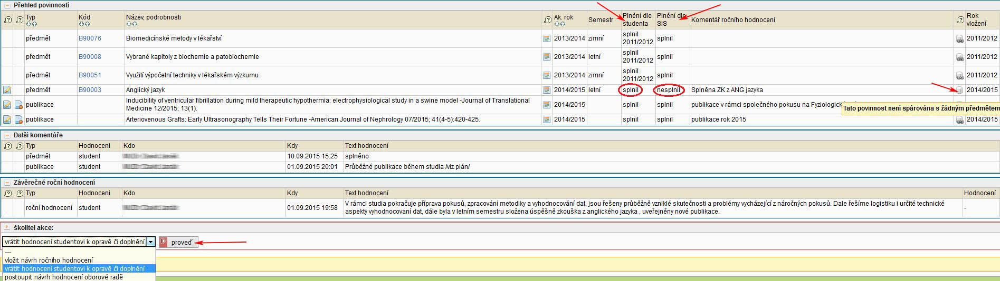 Přehled povinností
Typ Kód Název, podrobnosti Ak. rok Semestr Plnění dle studenta Plnění dle SIS Komentář ročního hodnocení Rok vložení
předmět B90076 Biomedicínské metody v lékařství 2013/2014 zimní splnil 2011/2012 splnil 2011/2012
předmět B90008 Vybrané kapitoly z biochemie a patobiochemie 2013/2014 letní splnil 2011/2012 splnil 2011/2012
předmět B90051 Využití výpočetní techniky v lékařském výzkumu 2013/2014 zimní splnil 2011/2012 splnil 2011/2012
předmět B90003 Anglický jazyk 2014/2015 letní splnil nesplnil Splněna ZK z ANG jazyka 2014/2015
publikace Inducibility of ventricular fibrillation during mild therapeutic hypothermia: electrophysiological study in a swine model -Journal of Translational
Medicine 12/2015; 13(1). 2014/2015 splnil splnil publikace v rámci společného pokusu na Fyziologick
Tato povinnost není spárována s žádným předmětem
publikace Arteriovenous Grafts: Early Ultrasonography Tells Their Fortune -American Journal of Nephrology 07/2015; 41(4-5):420-425. 2014/2015 splnil splnil publikace rok 2015 2014/2015
Další komentáře
Typ Hodnoceni Kdo Kdy Text hodnocení
předmět student 10.09.2015 15:25 splněno
publikace student 01.09.2015 20:01 Průběžné publikace během studia /viz plán/
Závěrečné roční hodnocení
Typ Hodnoceni Kdo Kdy Text hodnocení Hodnocení
roční hodnocení student 01.09.2015 19:58 V rámci studia pokračuje příprava pokusů, zpracování metodiky a vyhodnocování dat, jsou řešeny průběžně vzniklé skutečnosti a problémy vycházející z náročných pokusů. Dale řešíme logistiku i určité technické
aspekty vyhodnocovaní dat, dále byla v letním semestru složena úspěšně zkouška z anglického jazyka , uveřejněny nové publikace. -
školitel akce:
vrátit hodnocení studentovi k opravě či doplnění proveď
---
vložit návrh ročního hodnocení
vrátit hodnocení studentovi k opravě či doplnění
postoupit návrh hodnocení oborové radě